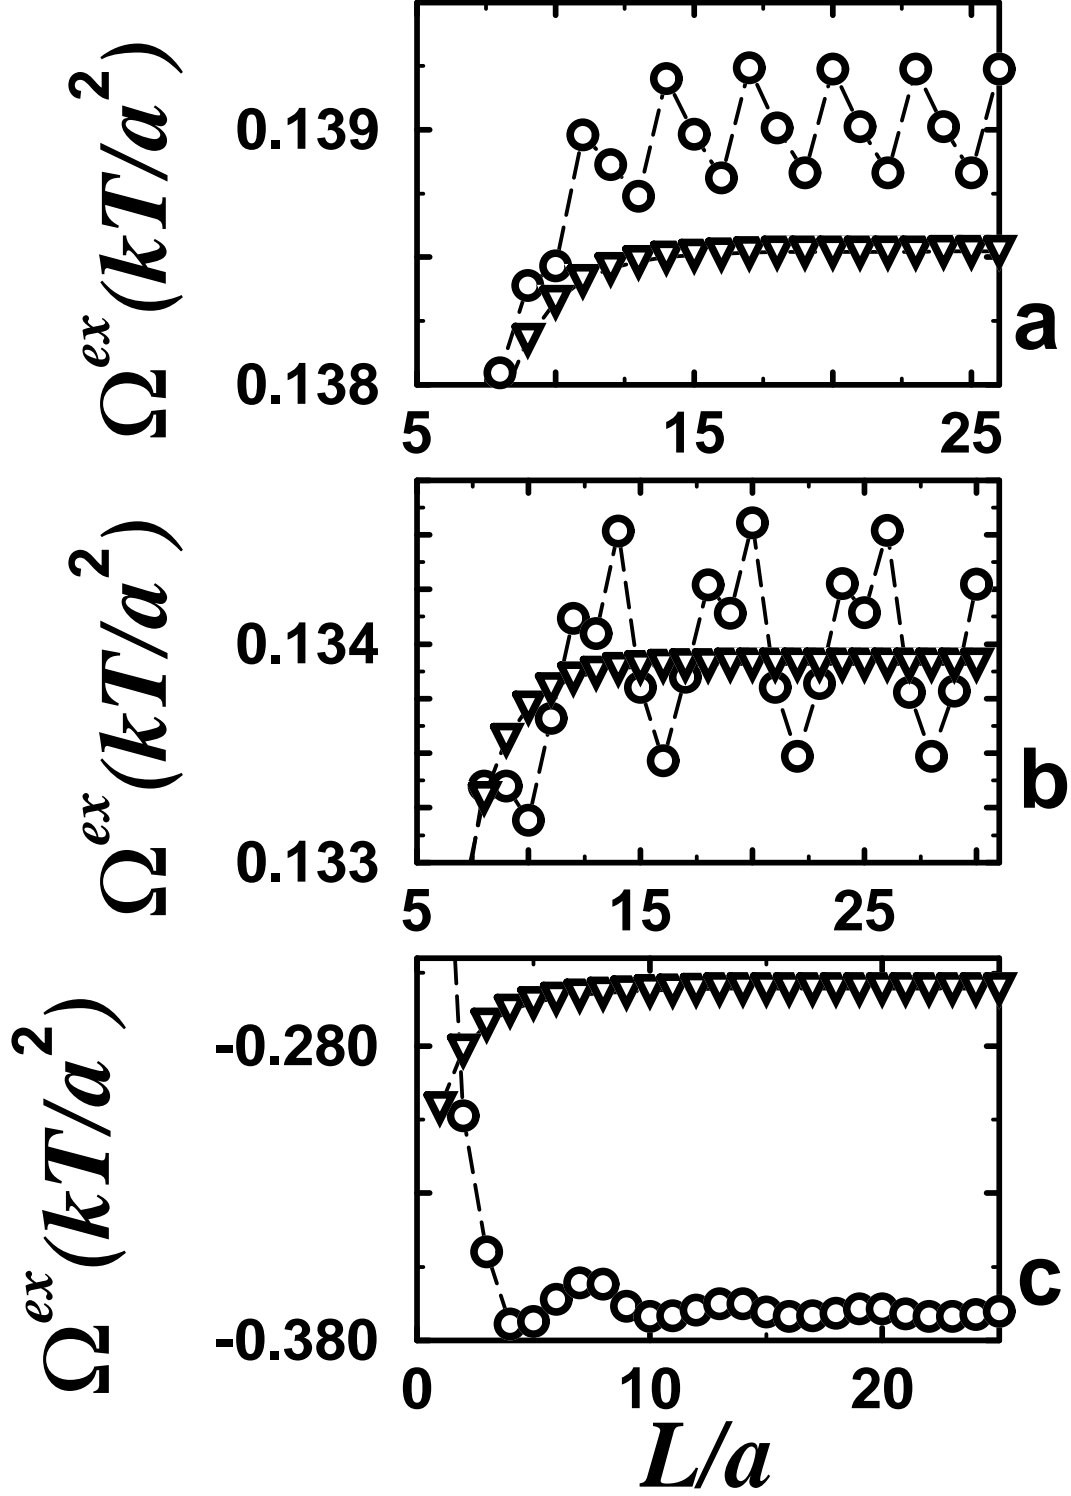 Ω^ex (kT/a^2)
0.139
0.138
5 15 25
a
Ω^ex (kT/a^2)
0.134
0.133
5 15 25
b
Ω^ex (kT/a^2)
-0.280
-0.380
0 10 20
c
L/a